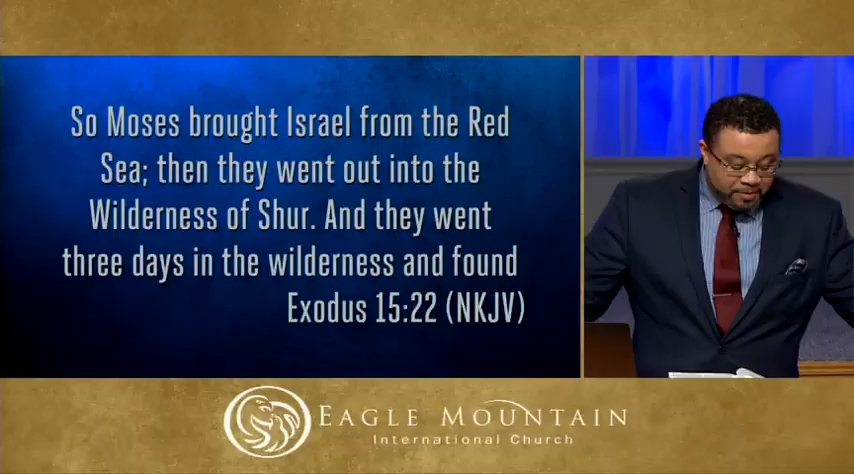 So Moses brought Israel from the Red
Sea; then they went out into the
Wilderness of Shur. And they went
three days in the wilderness and found
Exodus 15:22 (NKJV)
EAGLE MOUNTAIN
International Church